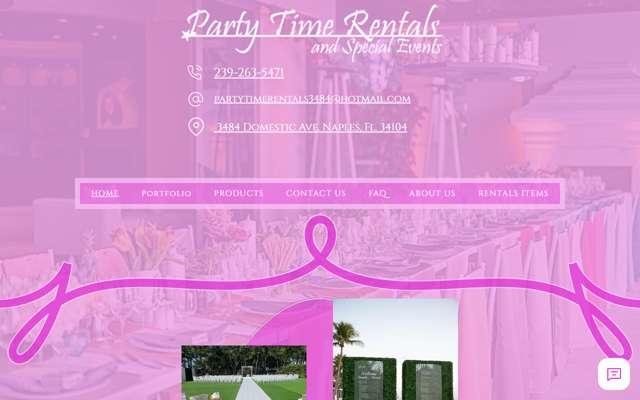 Party Time Rentals
and Special Events
239-263-5471
partytimerentals3484@hotmail.com
3484 Domestic Ave, Naples, Fl. 34104
HOME Portfolio PRODUCTS CONTACT US FAQ_ ABOUT US RENTALS ITEMS